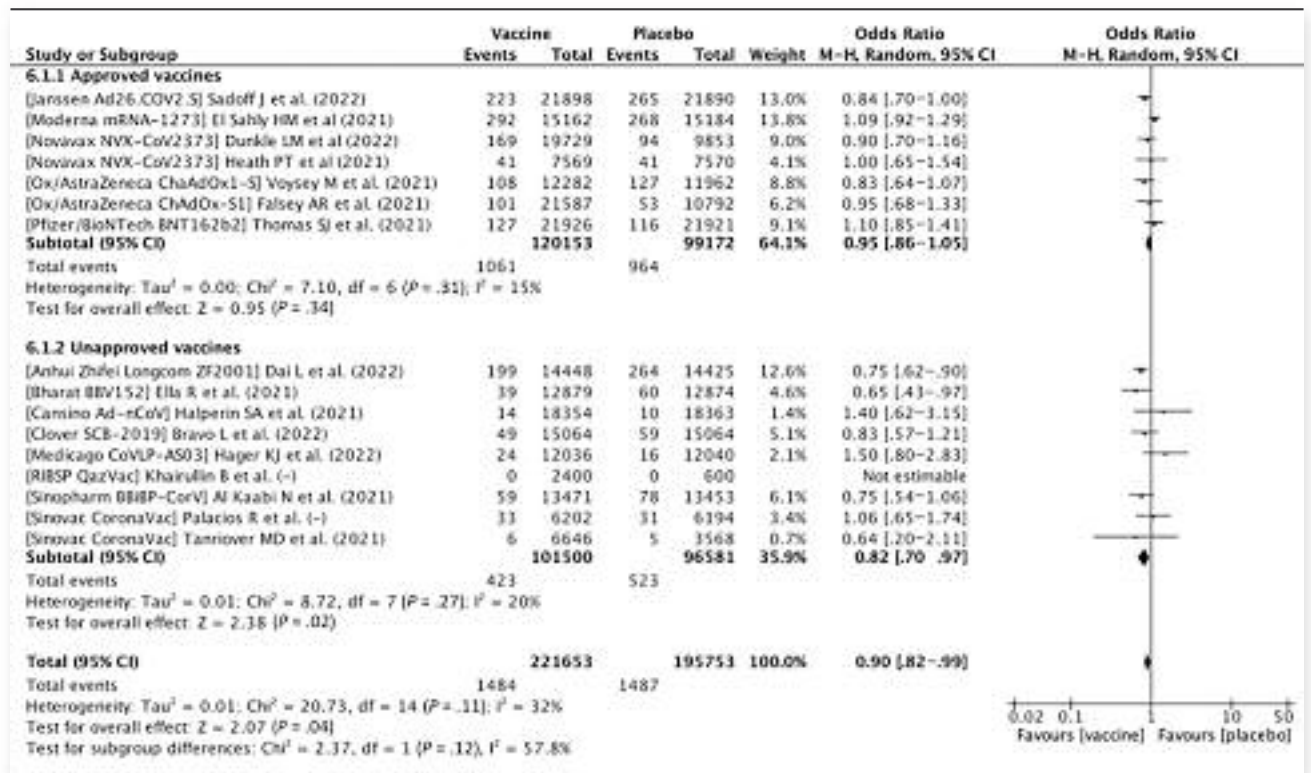 Vaccine Placebo Odds Ratio Odds Ratio
Study or Subgroup Events Total Events Total Weight M-H, Random, 95% CI M-H, Random, 95% CI
6.1.1 Approved vaccines
[Janssen Ad26.COV2.S] Sadoff J et al. (2022) 223 21898 265 21890 13.0% 0.84 [.70-1.00]
[Moderna mRNA-1273] El Sahly HM et al (2021) 292 15162 268 15184 13.8% 1.09 [.92-1.29]
[Novavax NVX-CoV2373] Dunkle LM et al (2022) 169 19729 94 9853 9.0% 0.90 [.70-1.16]
[Novavax NVX-CoV2373] Heath PT et al (2021) 41 7569 41 7570 4.1% 1.00 [.65-1.54]
[Ox/AstraZeneca ChaAdOx1-S] Voysey M et al. (2021) 108 12282 127 11962 8.8% 0.83 [.64-1.07]
[Ox/AstraZeneca ChAdOx-S1] Falsey AR et al. (2021) 101 21587 53 10792 6.2% 0.95 [.68-1.33]
[Pfizer/BioNTech BNT162b2] Thomas SJ et al. (2021) 127 21926 116 21921 9.1% 1.10 [.85-1.41]
Subtotal (95% CI) 120153 99172 64.1% 0.95 [.86-1.05]
Total events 1061 964
Heterogeneity: Tau² = 0.00; Chi² = 7.10, df = 6 (P = .31); I² = 15%
Test for overall effect: Z = 0.95 (P = .34)
6.1.2 Unapproved vaccines
[Anhui Zhifei Longcom ZF2001] Dai L et al. (2022) 199 14448 264 14425 12.6% 0.75 [.62-.90]
[Bharat BBV152] Ella R et al. (2021) 39 12879 60 12874 4.6% 0.65 [.43-.97]
[Cansino Ad-nCoV] Halperin SA et al. (2021) 14 18354 10 18363 1.4% 1.40 [.62-3.15]
[Clover SCB-2019] Bravo L et al. (2022) 49 15064 59 15064 5.1% 0.83 [.57-1.21]
[Medicago CoVLP-AS03] Hager KJ et al. (2022) 24 12036 16 12040 2.1% 1.50 [.80-2.83]
[RIBSP QazVac] Khairullin B et al. (-) 0 2400 0 600 Not estimable
[Sinopharm BBIBP-CorV] Al Kaabi N et al. (2021) 59 13471 78 13453 6.1% 0.75 [.54-1.06]
[Sinovac CoronaVac] Palacios R et al. (-) 33 6202 31 6194 3.4% 1.06 [.65-1.74]
[Sinovac CoronaVac] Tanriover MD et al. (2021) 6 6646 5 3568 0.7% 0.64 [.20-2.11]
Subtotal (95% CI) 101500 96581 35.9% 0.82 [.70 .97]
Total events 423 523
Heterogeneity: Tau² = 0.01; Chi² = 8.72, df = 7 (P = .27); I² = 20%
Test for overall effect: Z = 2.38 (P = .02)
Total (95% CI) 221653 195753 100.0% 0.90 [.82-.99]
Total events 1484 1487
Heterogeneity: Tau² = 0.01; Chi² = 20.73, df = 14 (P = .11); I² = 32%
Test for overall effect: Z = 2.07 (P = .04)
Test for subgroup differences: Chi² = 2.37, df = 1 (P = .12), I² = 57.8%
0.02 0.1 1 10 50
Favours [vaccine] Favours [placebo]